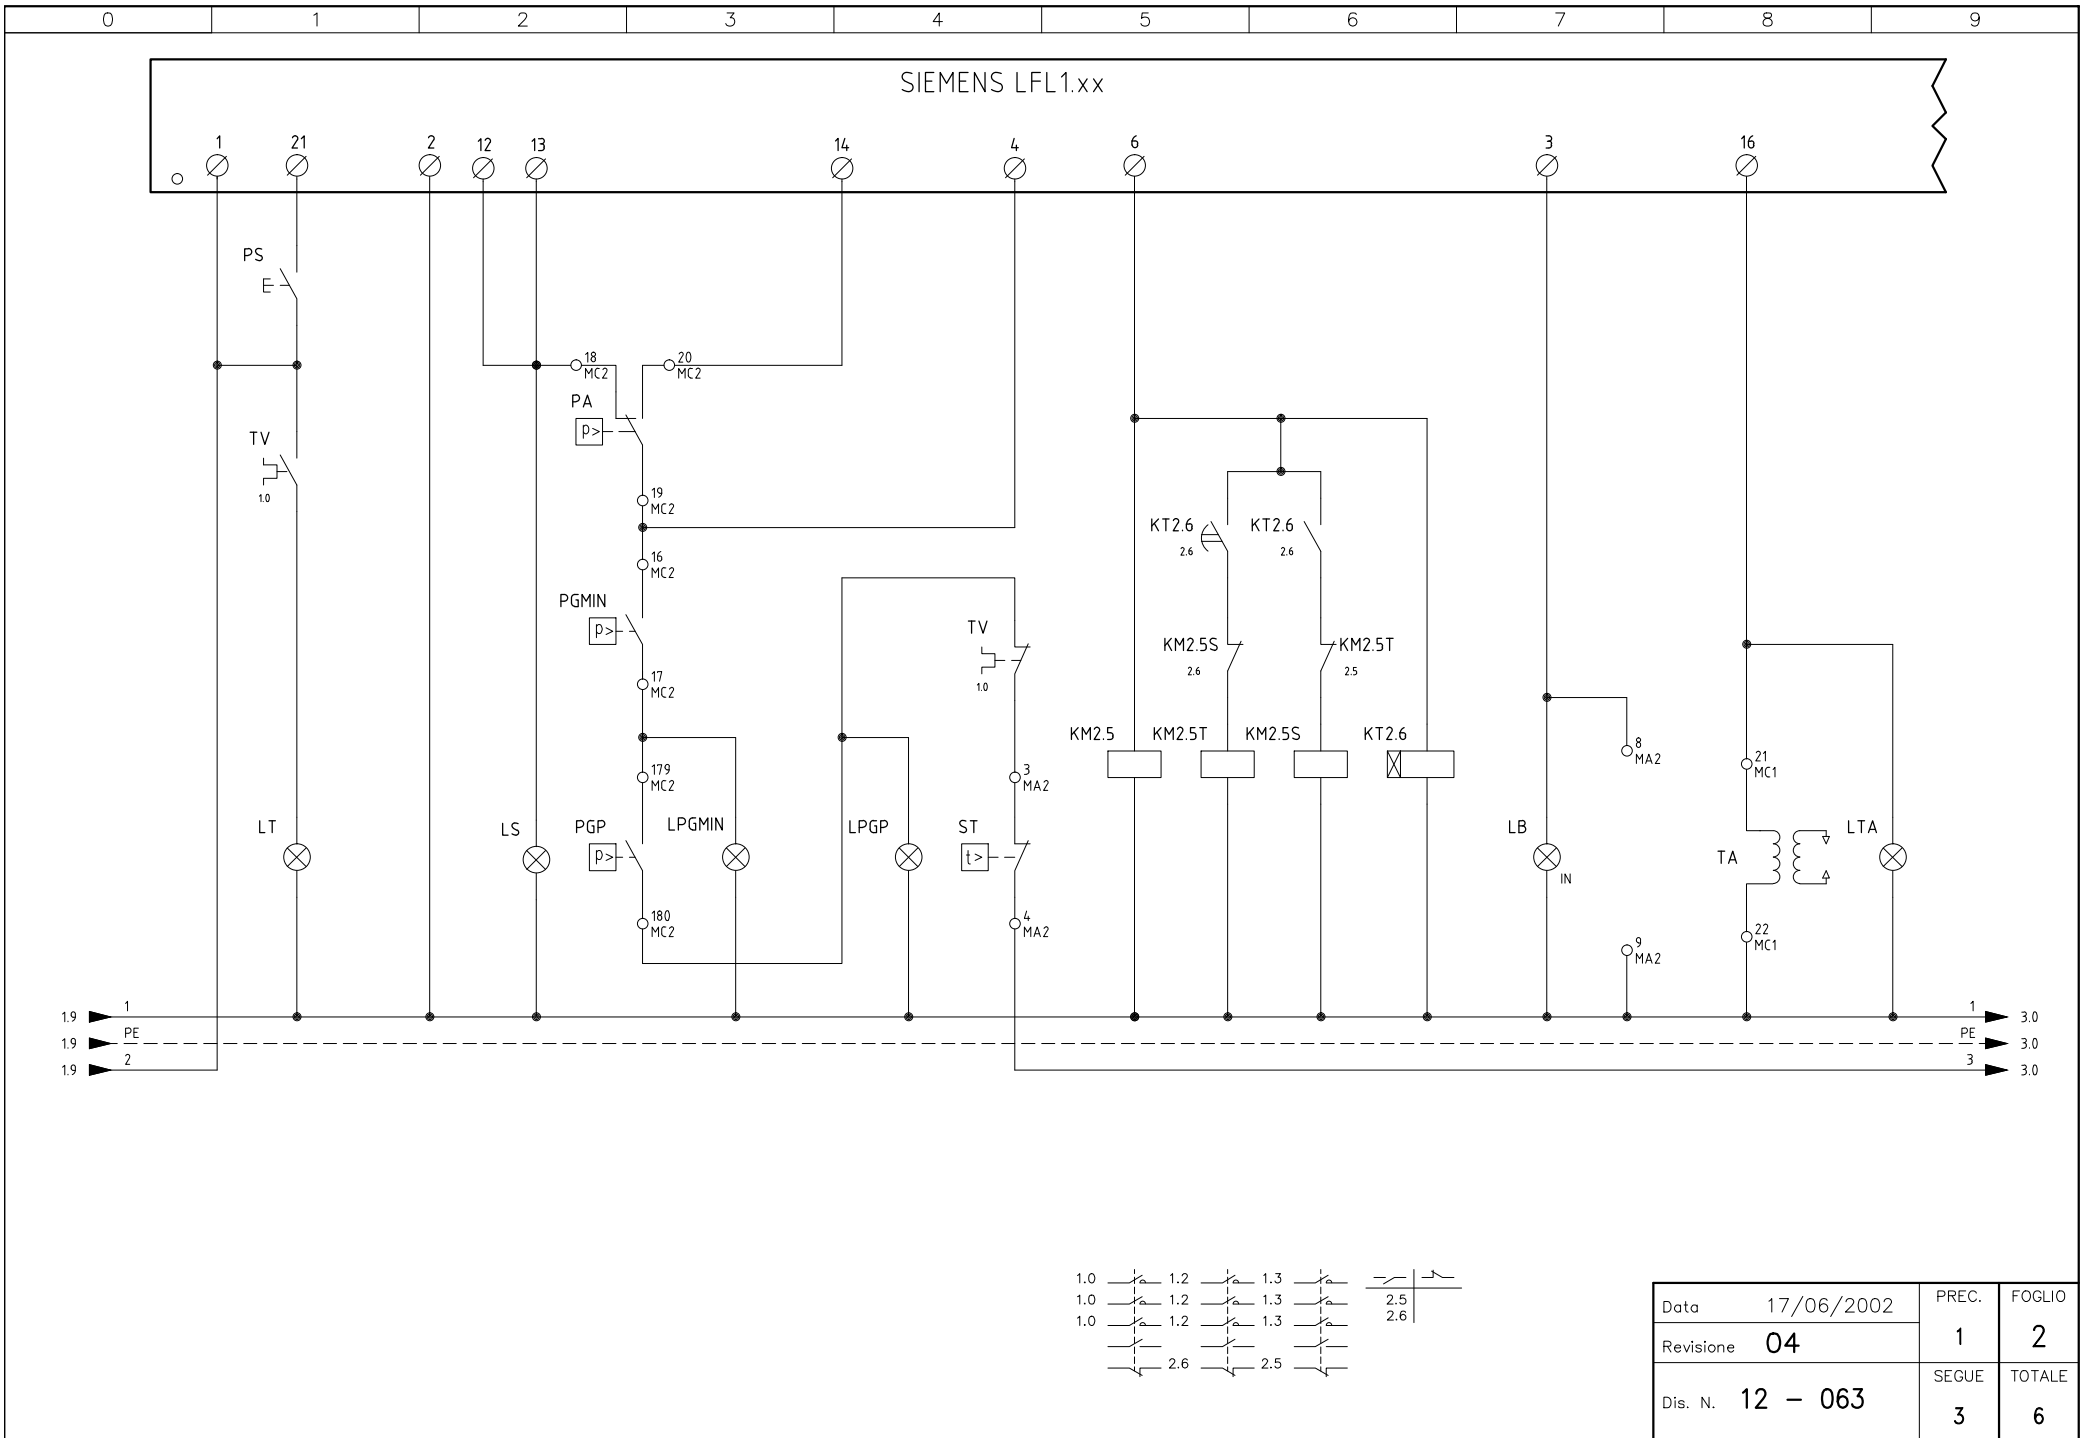 0 1 2 3 4 5 6 7 8 9
SIEMENS LFL1.xx
1 21 2 12 13 14 4 6 3 16
PS
E
18
MC2
20
MC2
PA
P>
TV
1.0
19
MC2
KT2.6
2.6
KT2.6
2.6
16
MC2
PGMIN
P>
TV
1.0
KM2.5S
2.6
KM2.5T
2.5
17
MC2
KM2.5 KM2.5T KM2.5S KT2.6
8
MA2
21
MC1
179
MC2
3
MA2
LT
LS
PGP
P>
LPGMIN
LPGP
ST
t>
LB
IN
TA
LTA
180
MC2
4
MA2
22
MC1
9
MA2
1.9 1 1 3.0
1.9 PE PE 3.0
1.9 2 3 3.0
1.0 1.2 1.3
1.0 1.2 1.3 2.5
1.0 1.2 1.3 2.6
2.6 2.5
Data 17/06/2002
Revisione 04
Dis. N. 12 - 063
PREC.
1
FOGLIO
2
SEGUE
3
TOTALE
6